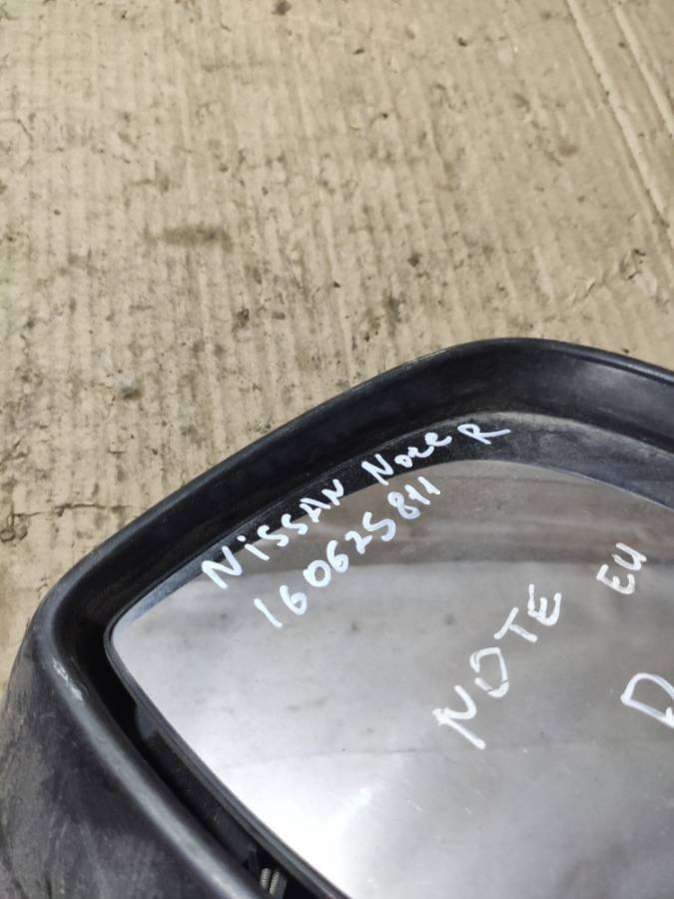 NISSAN Note R
160625811
NOTE EU